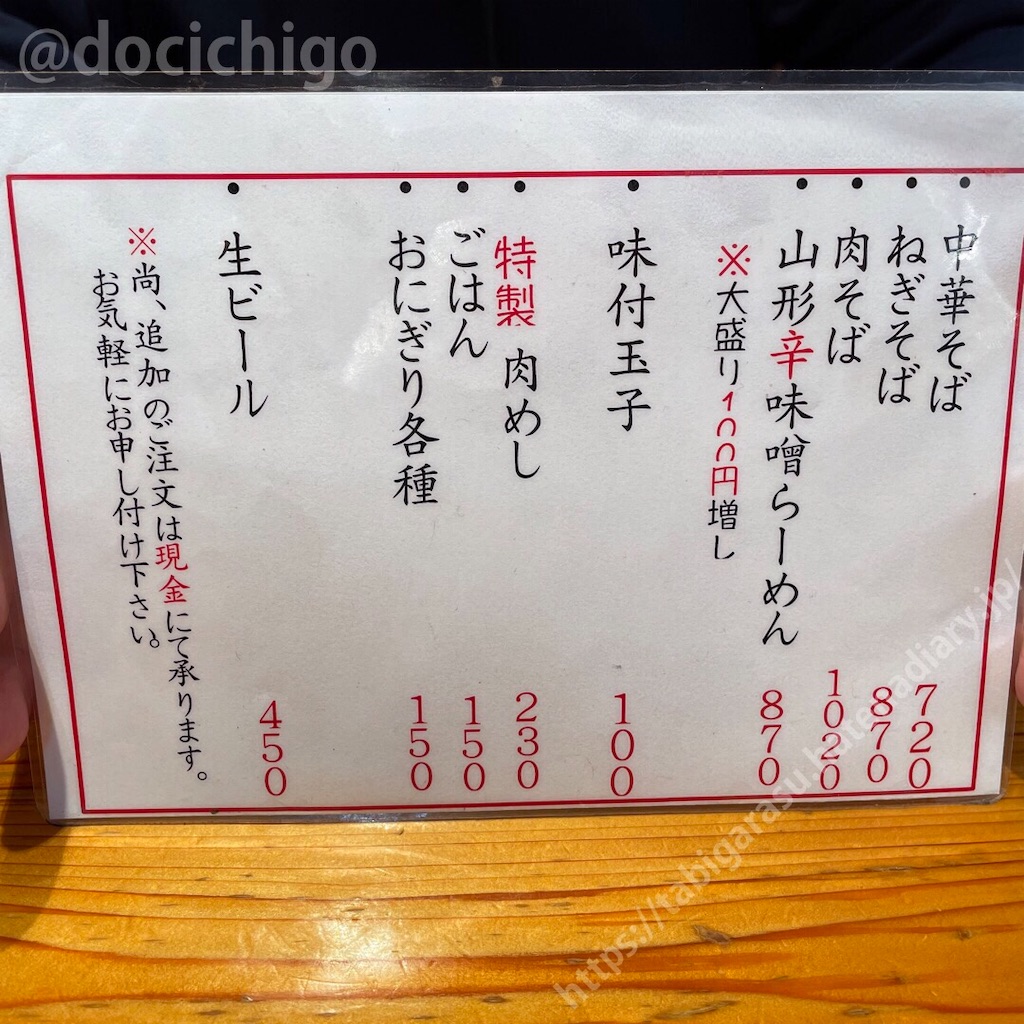 @docichigo
・中華そば 720
・ねぎそば 870
・肉そば 1020
・山形辛味噌らーめん 870
※大盛り100円増し
・味付玉子 100
・特製 肉めし 230
・ごはん 150
・おにぎり各種 150
・生ビール 450
※尚、追加のご注文は現金にて承ります。
お気軽にお申し付け下さい。
https://tabigarasu.hatenadiary.jp/